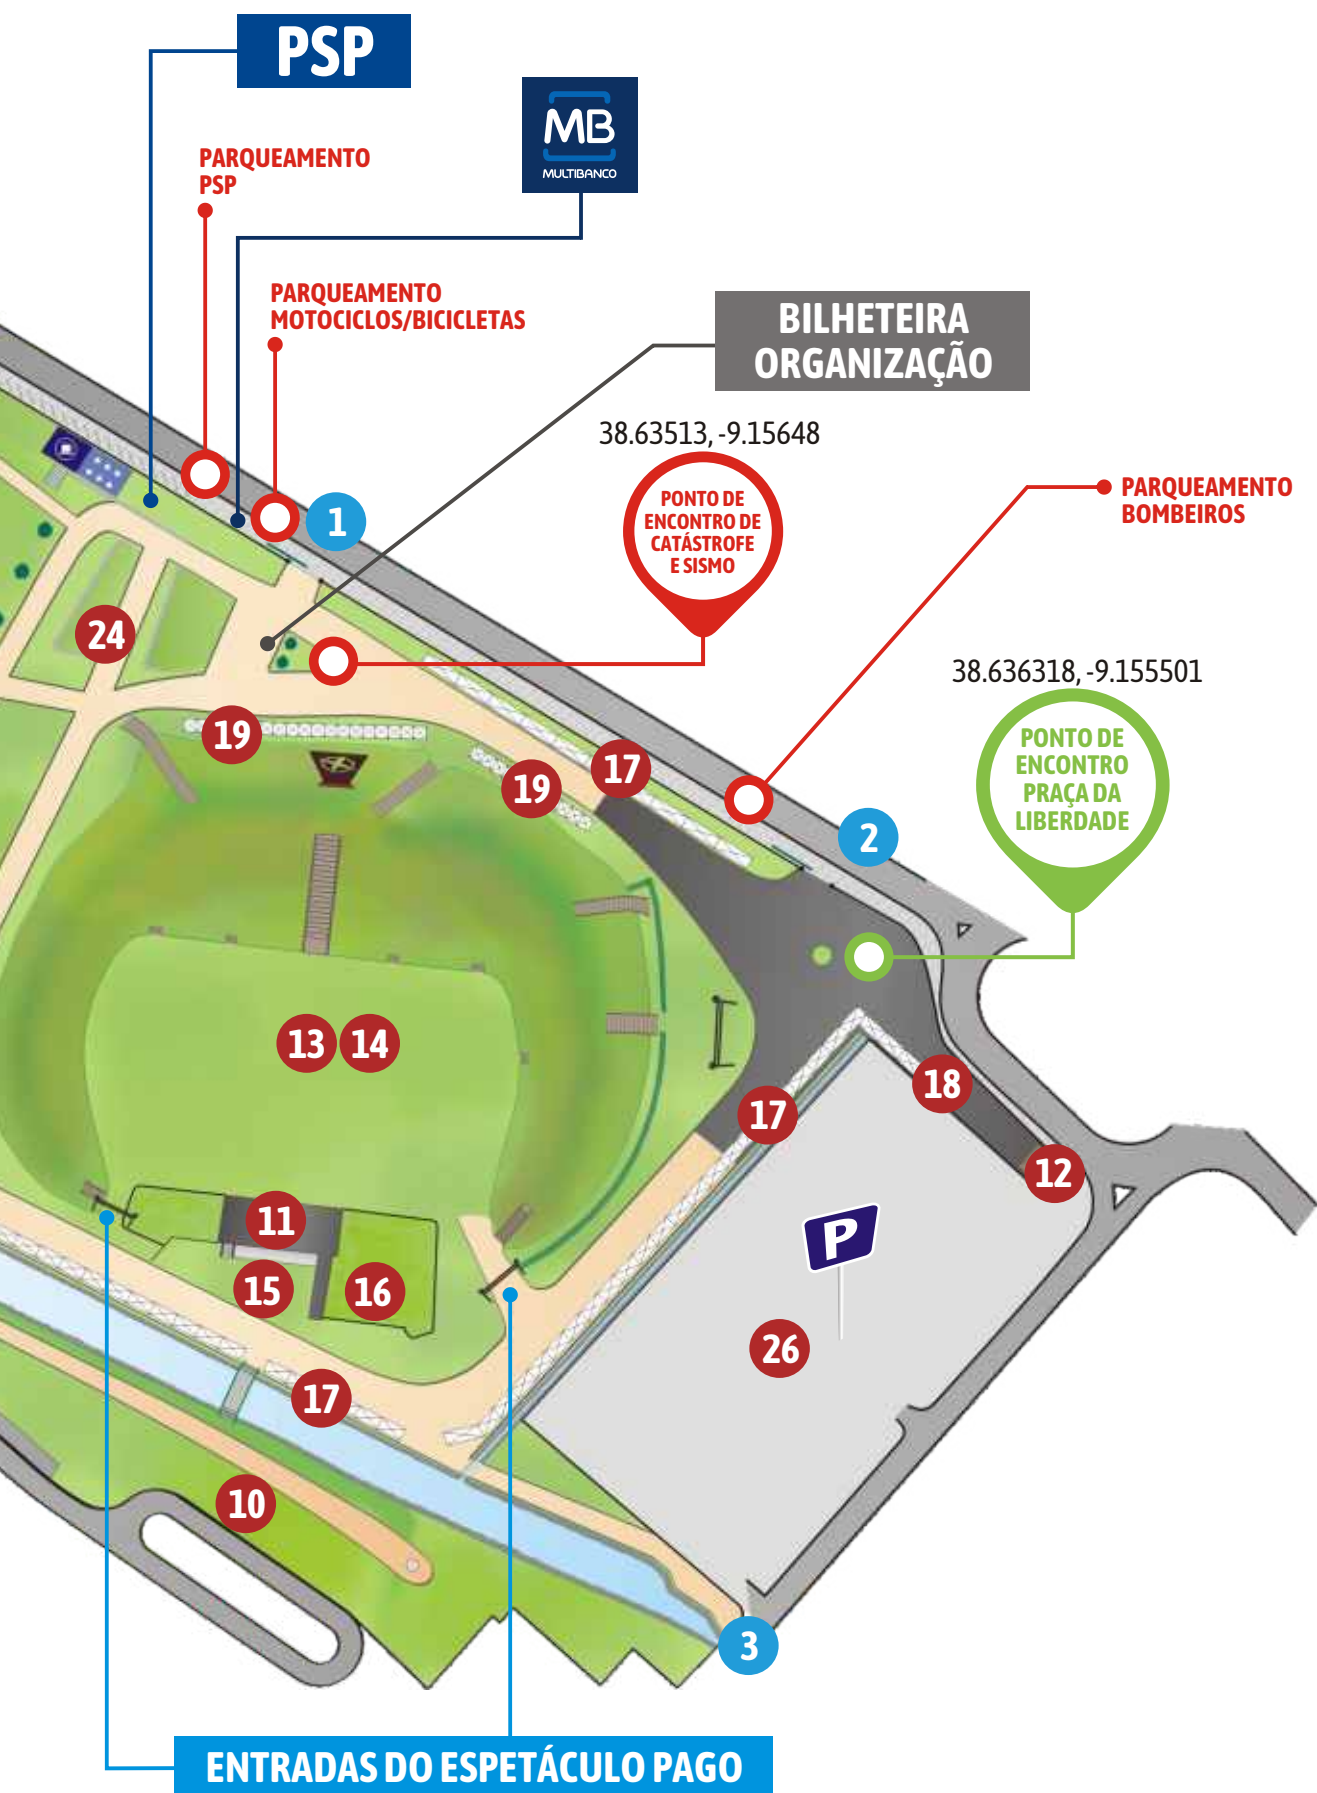 PSP
MB
MULTIBANCO
PARQUEAMENTO
PSP
PARQUEAMENTO
MOTOCICLOS/BICICLETAS
BILHETEIRA
ORGANIZAÇÃO
38.63513, -9.15648
PONTO DE
ENCONTRO DE
CATÁSTROFE
E SISMO
PARQUEAMENTO
BOMBEIROS
1
24
38.636318, -9.155501
PONTO DE
ENCONTRO
PRAÇA DA
LIBERDADE
19
19
17
2
13
14
18
17
12
11
15
16
P
26
17
10
3
ENTRADAS DO ESPETÁCULO PAGO